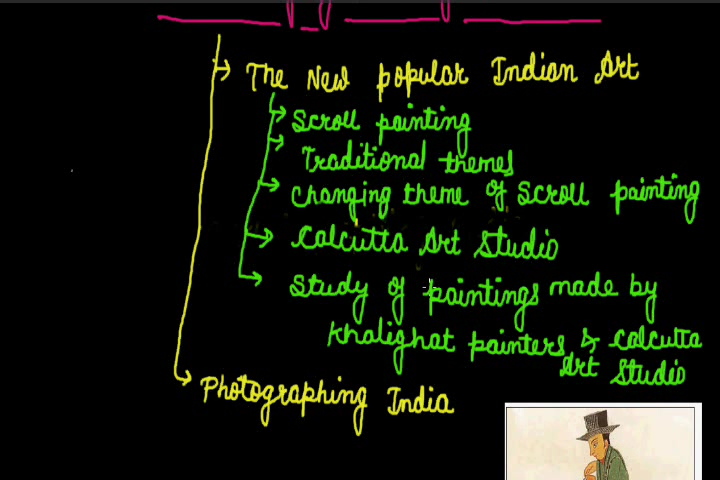 The New popular Indian Art
Scroll painting
Traditional themes
Changing theme of Scroll painting
Calcutta Art Studio
Study of paintings made by
Khalighat painters & Calcutta
Art Studio
Photographing India